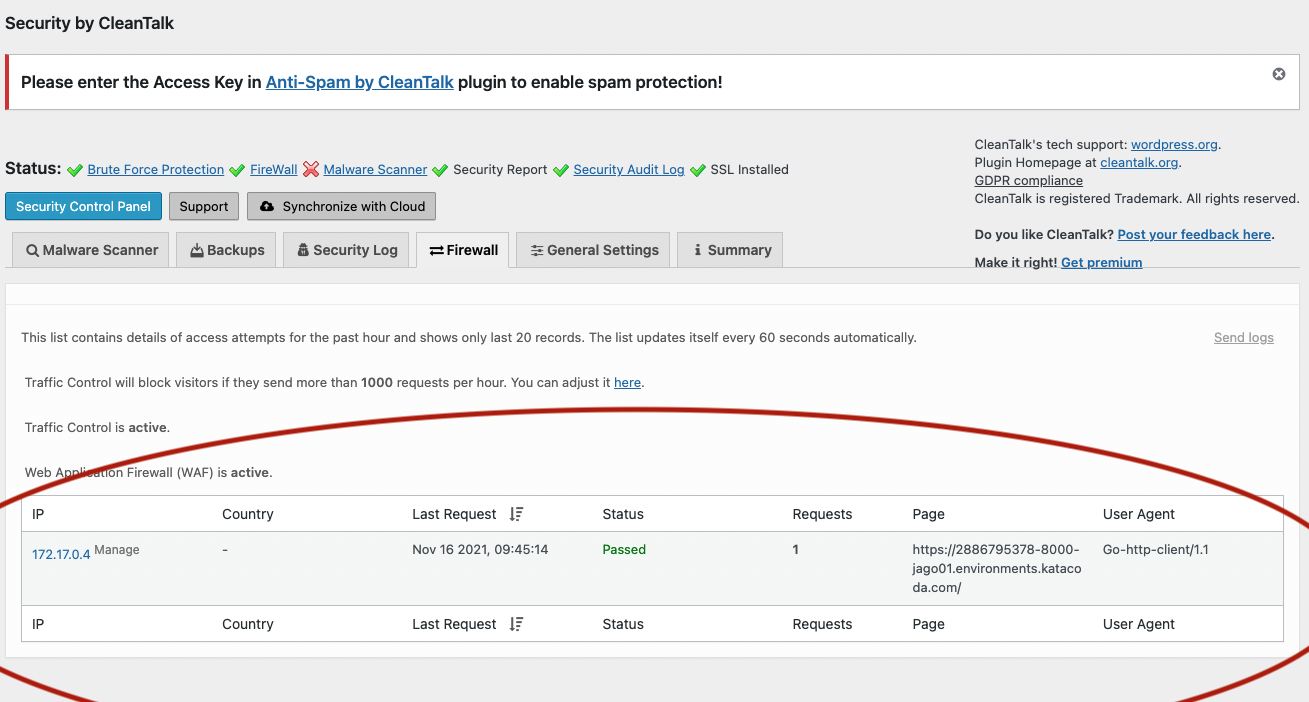 Security by CleanTalk
Please enter the Access Key in Anti-Spam by CleanTalk plugin to enable spam protection!
Status: Brute Force Protection FireWall Malware Scanner Security Report Security Audit Log SSL Installed
CleanTalk's tech support: wordpress.org.
Plugin Homepage at cleantalk.org.
GDPR compliance
CleanTalk is registered Trademark. All rights reserved.
Do you like CleanTalk? Post your feedback here.
Make it right! Get premium
Security Control Panel Support Synchronize with Cloud
Malware Scanner Backups Security Log Firewall General Settings Summary
This list contains details of access attempts for the past hour and shows only last 20 records. The list updates itself every 60 seconds automatically. Send logs
Traffic Control will block visitors if they send more than 1000 requests per hour. You can adjust it here.
Traffic Control is active.
Web Application Firewall (WAF) is active.
IP Country Last Request Status Requests Page User Agent
172.17.0.4 Manage - Nov 16 2021, 09:45:14 Passed 1 https://2886795378-8000- Go-http-client/1.1
jago01.environments.kataco
da.com/
IP Country Last Request Status Requests Page User Agent